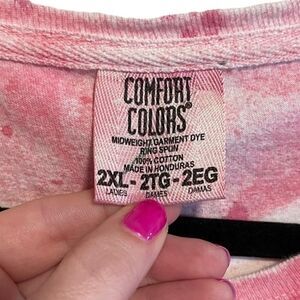 COMFORT
COLORS®
MIDWEIGHT GARMENT DYE
RING SPUN
100% COTTON
MADE IN HONDURAS
2XL - 2TG - 2EG
LADIES DAMES DAMAS